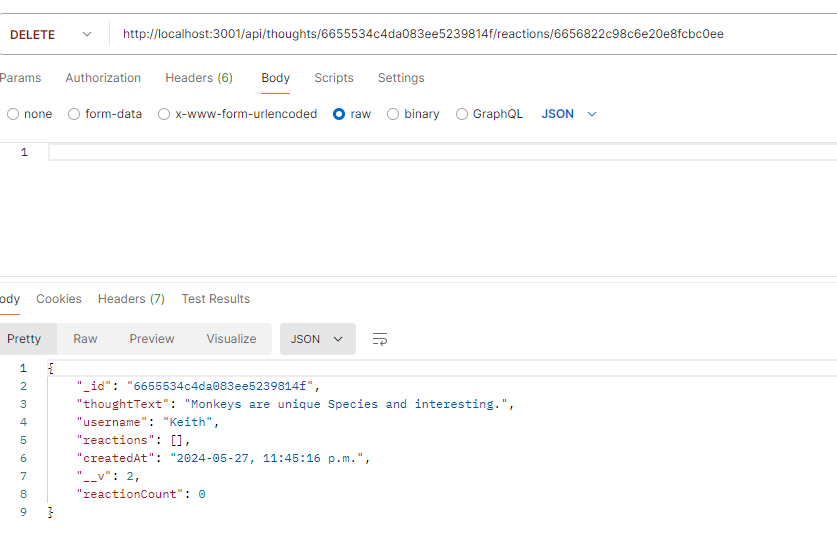 DELETE http://localhost:3001/api/thoughts/6655534c4da083ee5239814f/reactions/6656822c98c6e20e8fcbc0ee
Params Authorization Headers (6) Body Scripts Settings
none form-data x-www-form-urlencoded raw binary GraphQL JSON
1
ody Cookies Headers (7) Test Results
Pretty Raw Preview Visualize JSON
1 {
2 "_id": "6655534c4da083ee5239814f",
3 "thoughtText": "Monkeys are unique Species and interesting.",
4 "username": "Keith",
5 "reactions": [],
6 "createdAt": "2024-05-27, 11:45:16 p.m.",
7 "__v": 2,
8 "reactionCount": 0
9 }